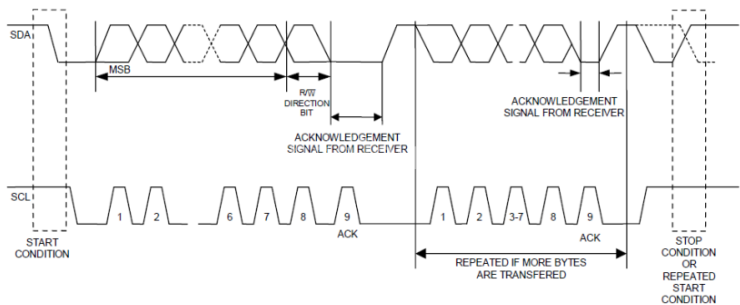 SDA
MSB
R/W
DIRECTION
BIT
ACKNOWLEDGEMENT
SIGNAL FROM RECEIVER
ACKNOWLEDGEMENT
SIGNAL FROM RECEIVER
SCL
1
2
6
7
8
9
1
2
3-7
8
9
ACK
ACK
START
CONDITION
REPEATED IF MORE BYTES
ARE TRANSFERED
STOP
CONDITION
OR
REPEATED
START
CONDITION